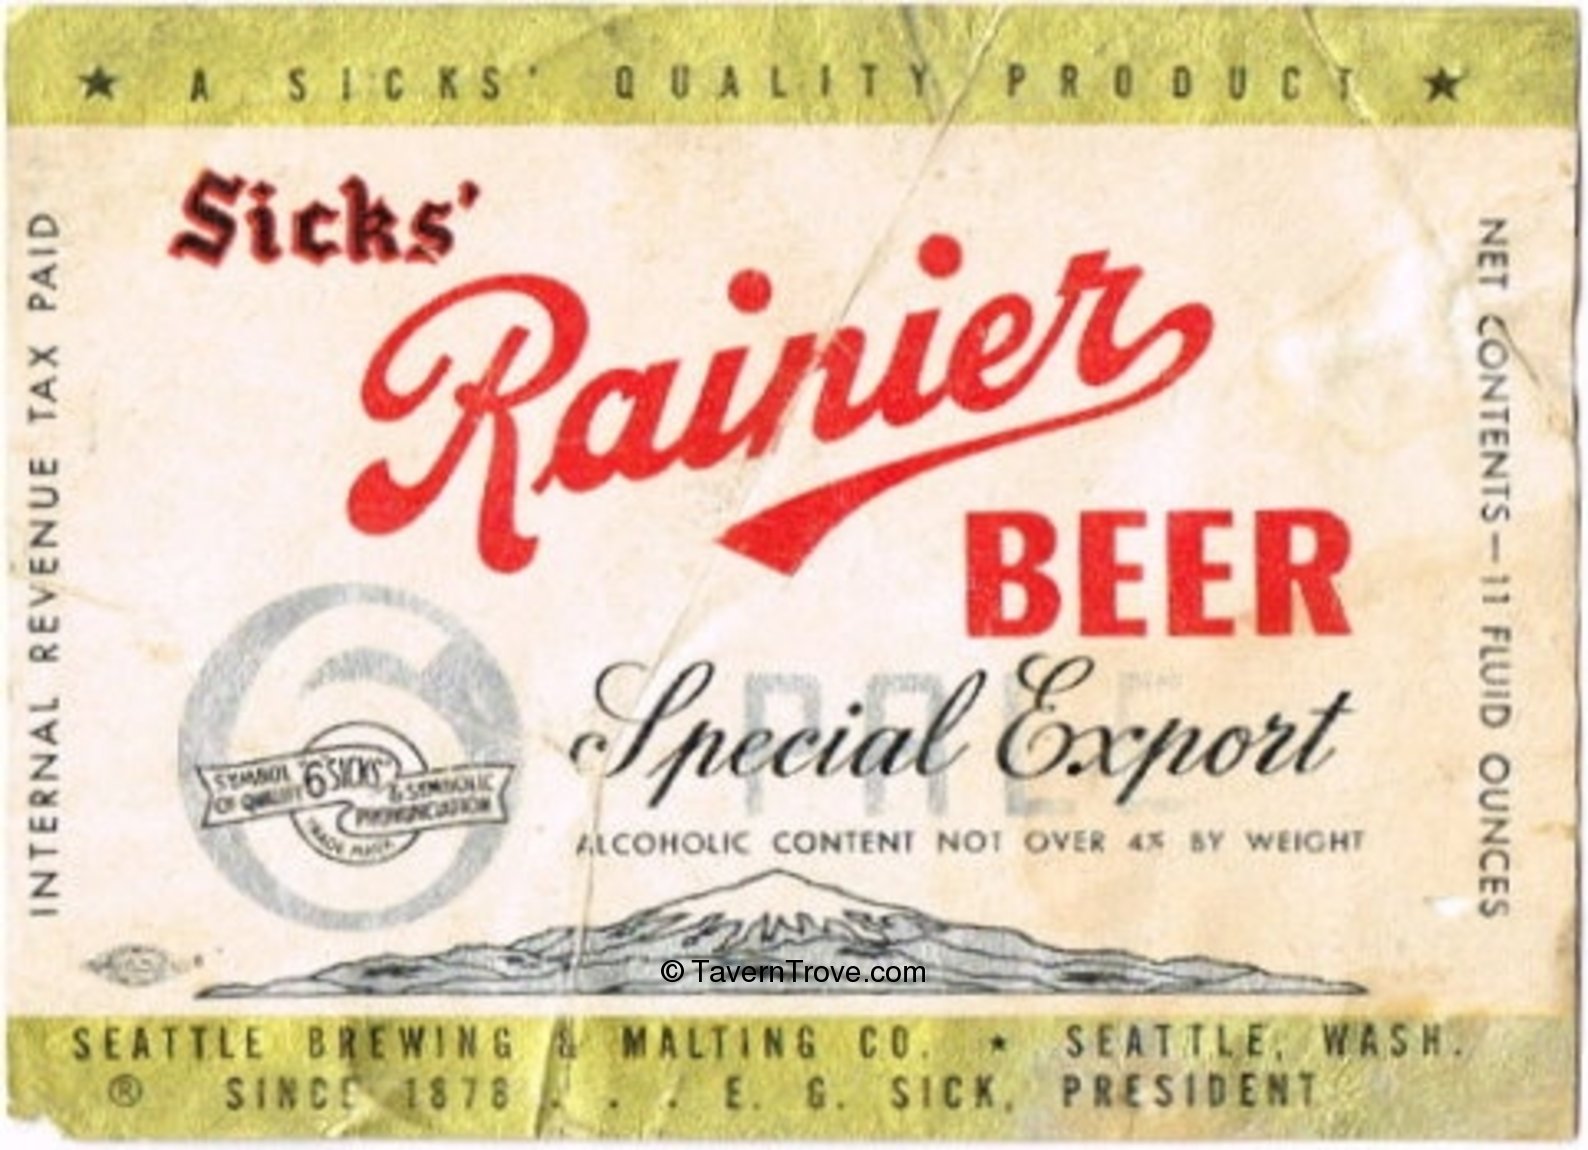 ★ A SICKS' QUALITY PRODUCT ★
INTERNAL REVENUE TAX PAID
Sicks'
Rainier
BEER
NET CONTENTS — 11 FLUID OUNCES
6
SYMBOL OF QUALITY
"6 SICKS"
& SYMBOLIC PRONUNCIATION
TRADE MARK
PALE
Special Export
ALCOHOLIC CONTENT NOT OVER 4% BY WEIGHT
© TavernTrove.com
SEATTLE BREWING & MALTING CO. ★ SEATTLE, WASH.
® SINCE 1878 . . . E. G. SICK, PRESIDENT